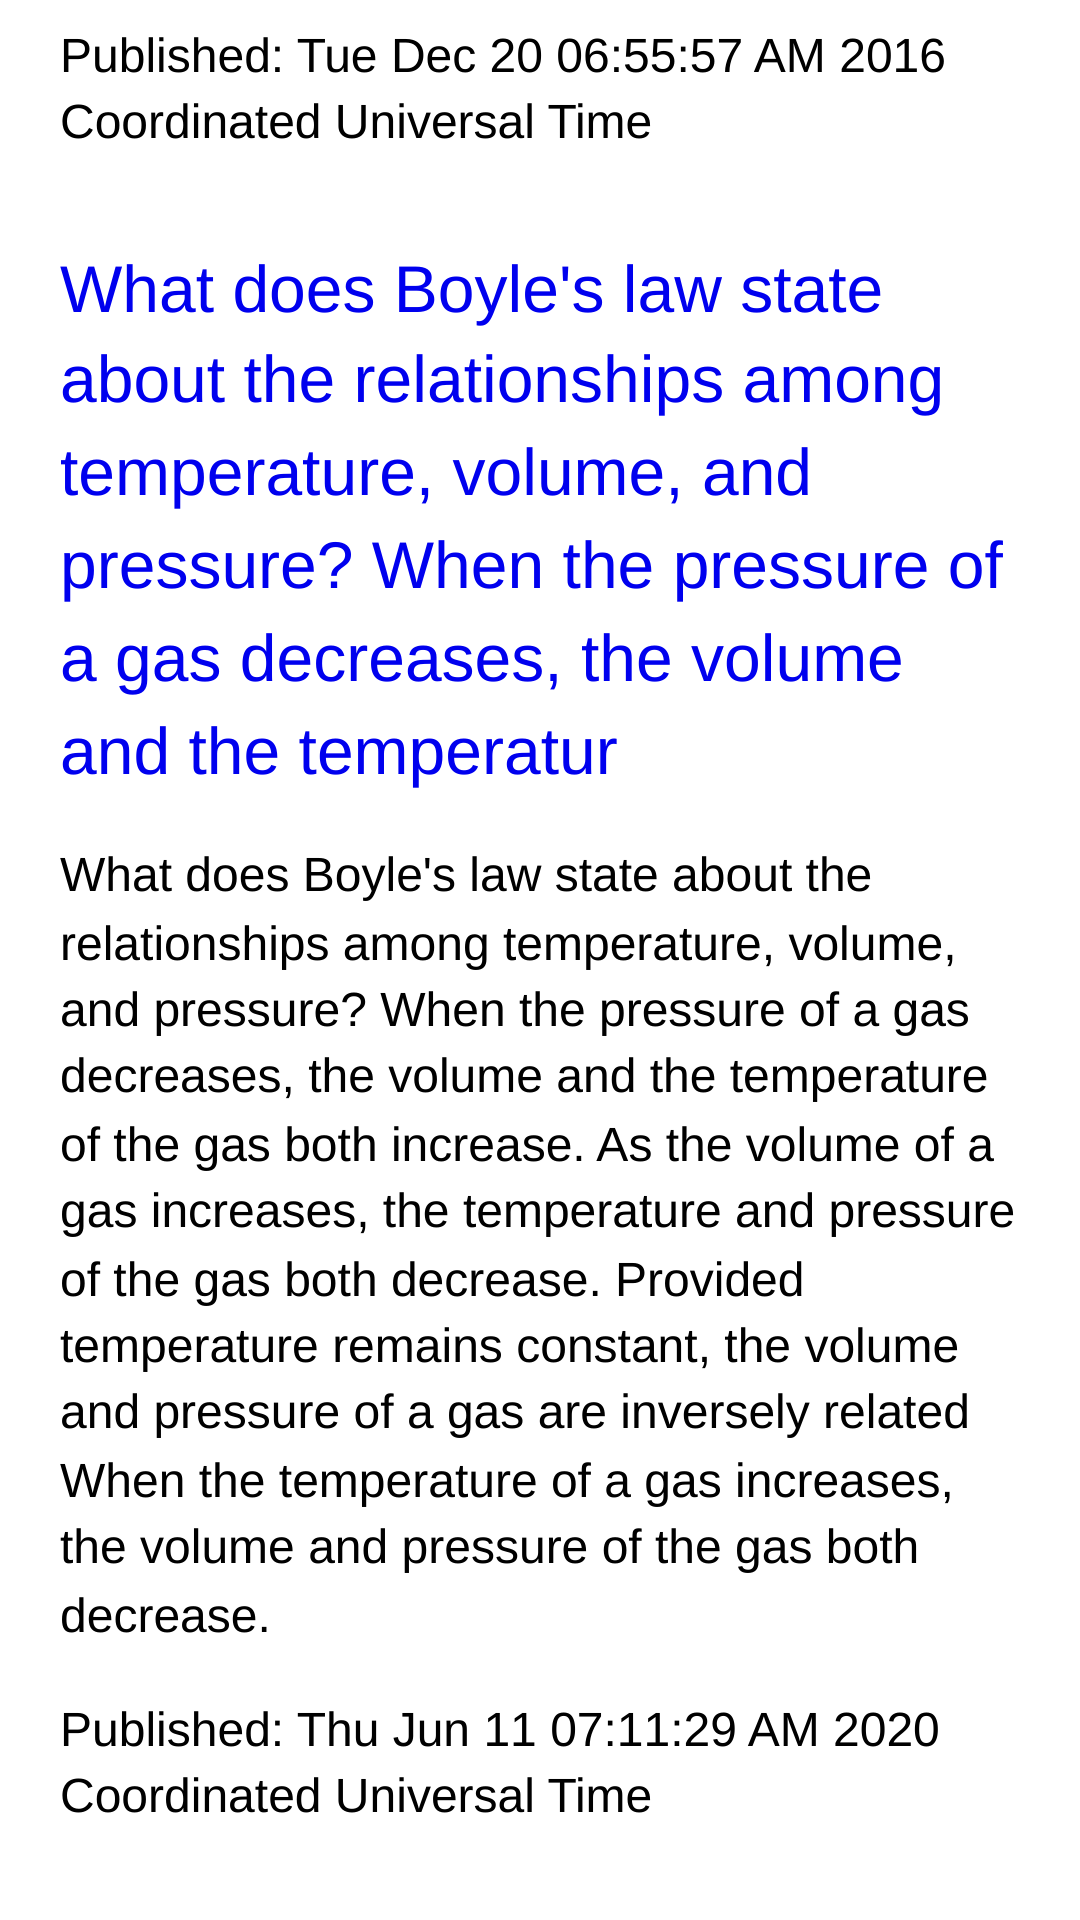 Published: Tue Dec 20 06:55:57 AM 2016
Coordinated Universal Time
What does Boyle's law state
about the relationships among
temperature, volume, and
pressure? When the pressure of
a gas decreases, the volume
and the temperatur
What does Boyle's law state about the
relationships among temperature, volume,
and pressure? When the pressure of a gas
decreases, the volume and the temperature
of the gas both increase. As the volume of a
gas increases, the temperature and pressure
of the gas both decrease. Provided
temperature remains constant, the volume
and pressure of a gas are inversely related
When the temperature of a gas increases,
the volume and pressure of the gas both
decrease.
Published: Thu Jun 11 07:11:29 AM 2020
Coordinated Universal Time